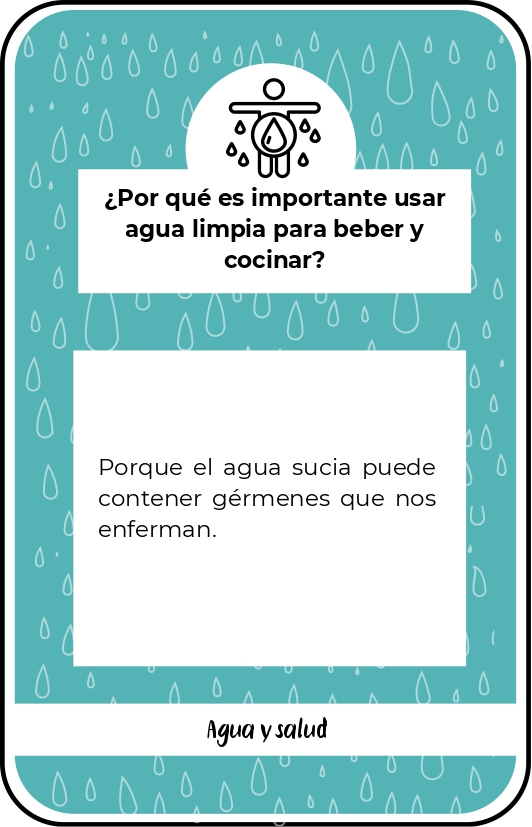 ¿Por qué es importante usar
agua limpia para beber y
cocinar?
Porque el agua sucia puede
contener gérmenes que nos
enferman.
Agua y salud